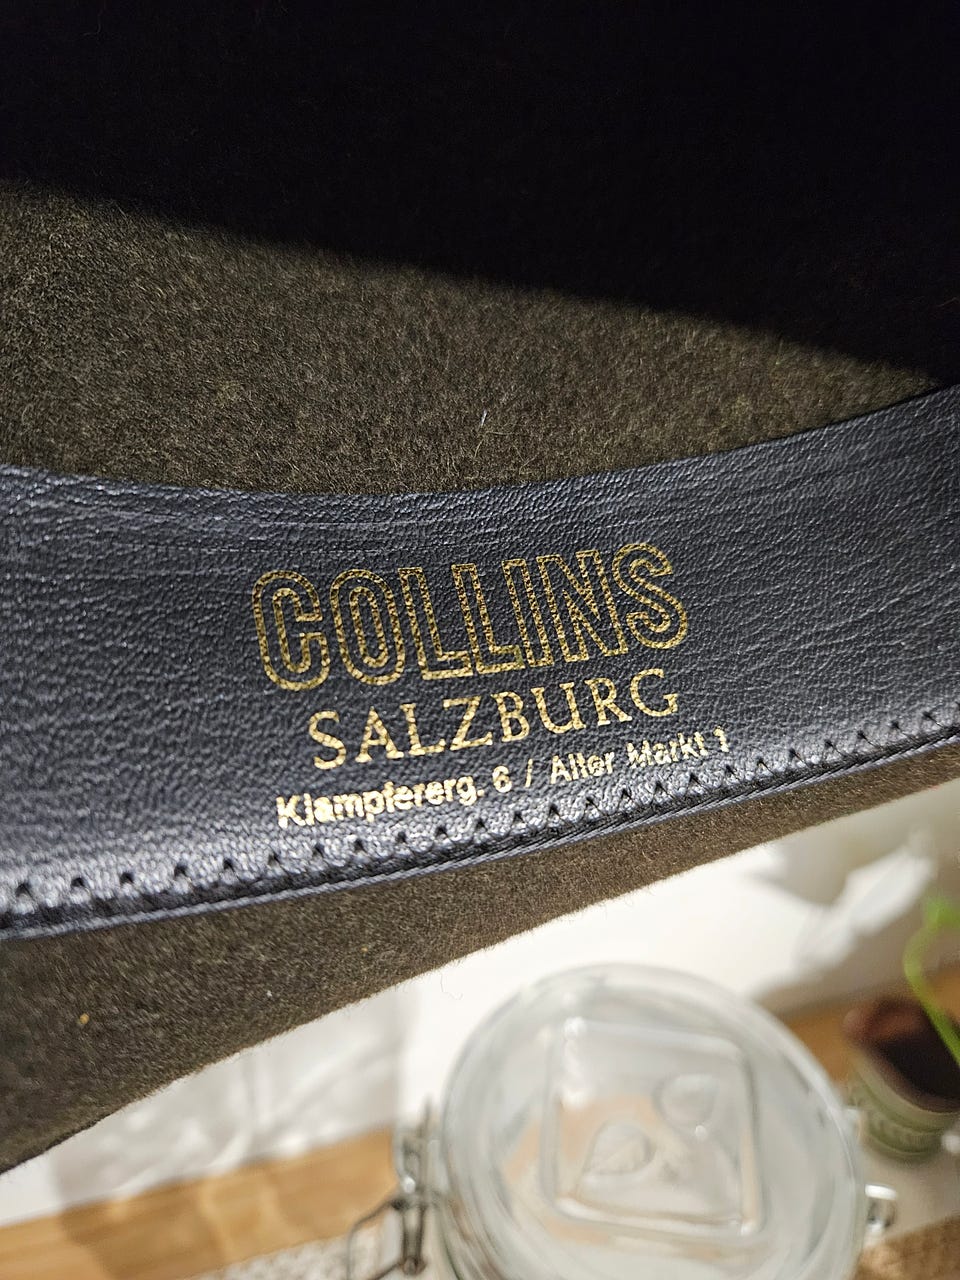 COLLINS
SALZBURG
Klampfererg. 6 / Alter Markt 1